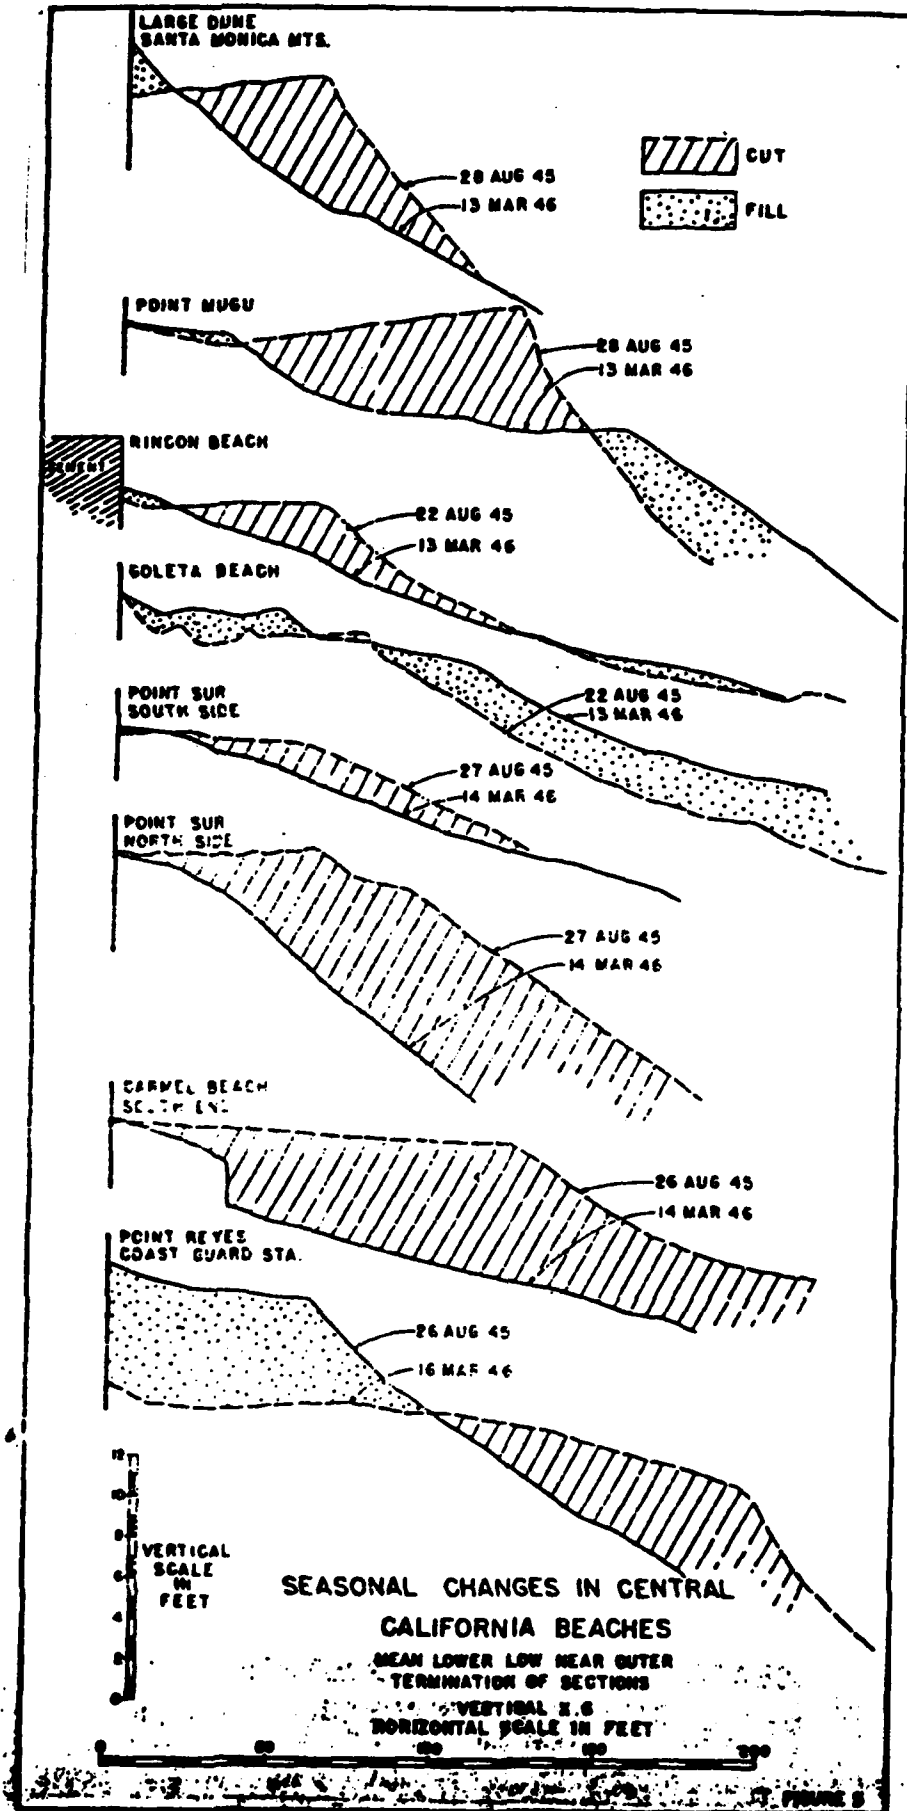 LARGE DUNE
SANTA MONICA MTS.
28 AUG 45
13 MAR 46
CUT
FILL
POINT MUGU
28 AUG 45
13 MAR 46
RINCON BEACH
22 AUG 45
13 MAR 46
GOLETA BEACH
22 AUG 45
13 MAR 46
POINT SUR
SOUTH SIDE
27 AUG 45
14 MAR 46
POINT SUR
NORTH SIDE
27 AUG 45
14 MAR 46
CARMEL BEACH
SOUTH END
26 AUG 45
14 MAR 46
POINT REYES
COAST GUARD STA.
26 AUG 45
16 MAR 46
12
10
8
6
4
2
0
VERTICAL
SCALE
IN
FEET
SEASONAL CHANGES IN CENTRAL
CALIFORNIA BEACHES
MEAN LOWER LOW NEAR OUTER
TERMINATION OF SECTIONS
VERTICAL X 6
HORIZONTAL SCALE IN FEET
0 50 100 150 200
FIGURE 5